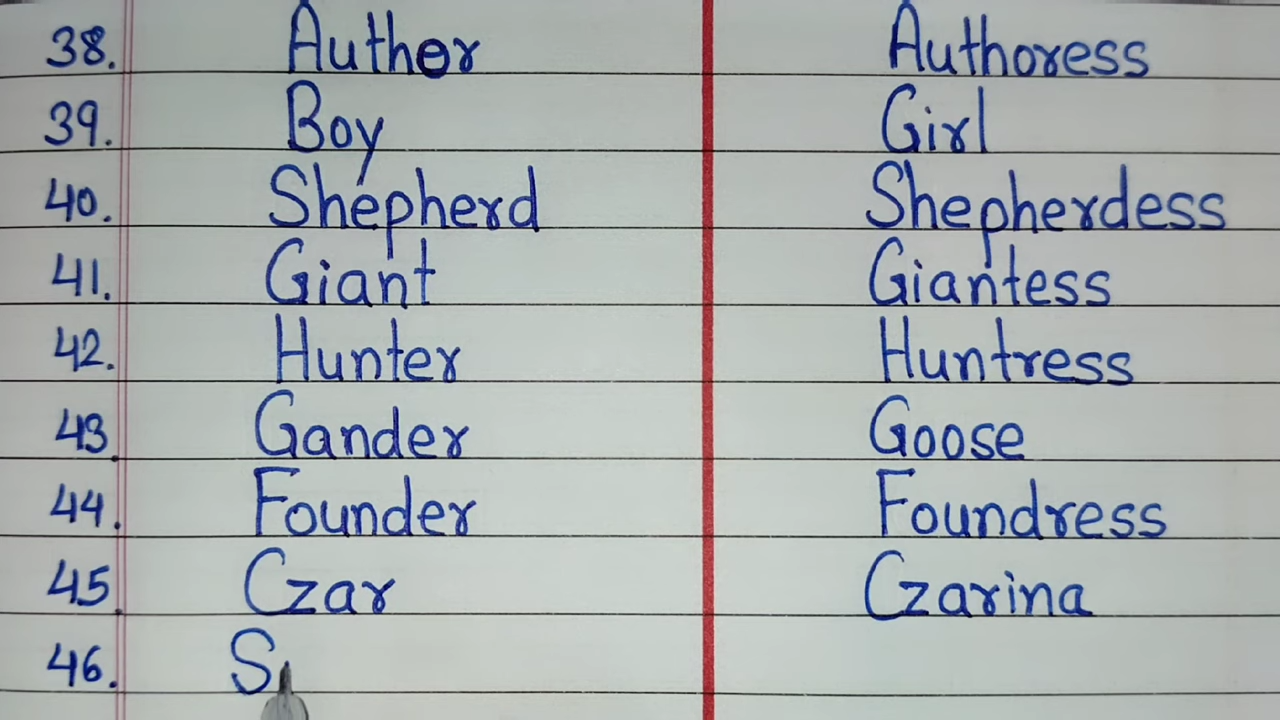 38. Author Authoress
39. Boy Girl
40. Shepherd Shepherdess
41. Giant Giantess
42. Hunter Huntress
43. Gander Goose
44. Founder Foundress
45. Czar Czarina
46. S